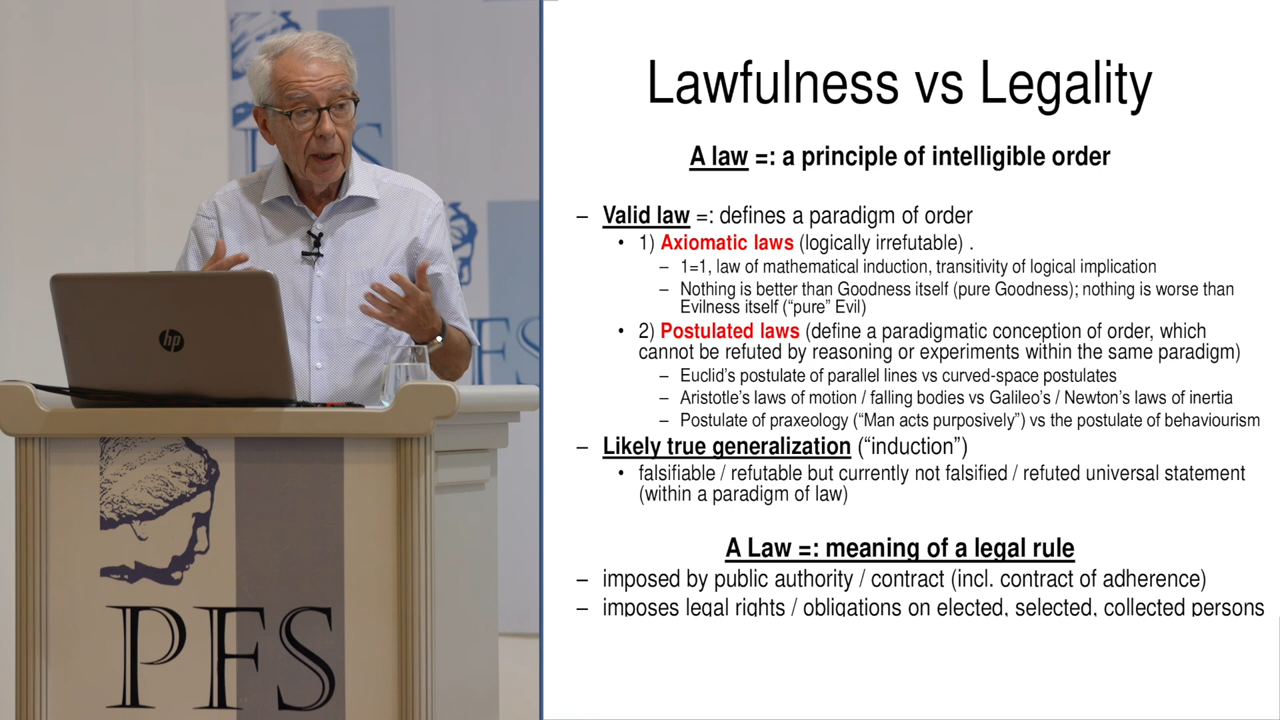 Lawfulness vs Legality
A law =: a principle of intelligible order
– Valid law =: defines a paradigm of order
• 1) Axiomatic laws (logically irrefutable) .
– 1=1, law of mathematical induction, transitivity of logical implication
– Nothing is better than Goodness itself (pure Goodness); nothing is worse than
Evilness itself (“pure” Evil)
• 2) Postulated laws (define a paradigmatic conception of order, which
cannot be refuted by reasoning or experiments within the same paradigm)
– Euclid’s postulate of parallel lines vs curved-space postulates
– Aristotle’s laws of motion / falling bodies vs Galileo’s / Newton’s laws of inertia
– Postulate of praxeology (“Man acts purposively”) vs the postulate of behaviourism
– Likely true generalization (“induction”)
• falsifiable / refutable but currently not falsified / refuted universal statement
(within a paradigm of law)
A Law =: meaning of a legal rule
– imposed by public authority / contract (incl. contract of adherence)
– imposes legal rights / obligations on elected, selected, collected persons
hp
PFS